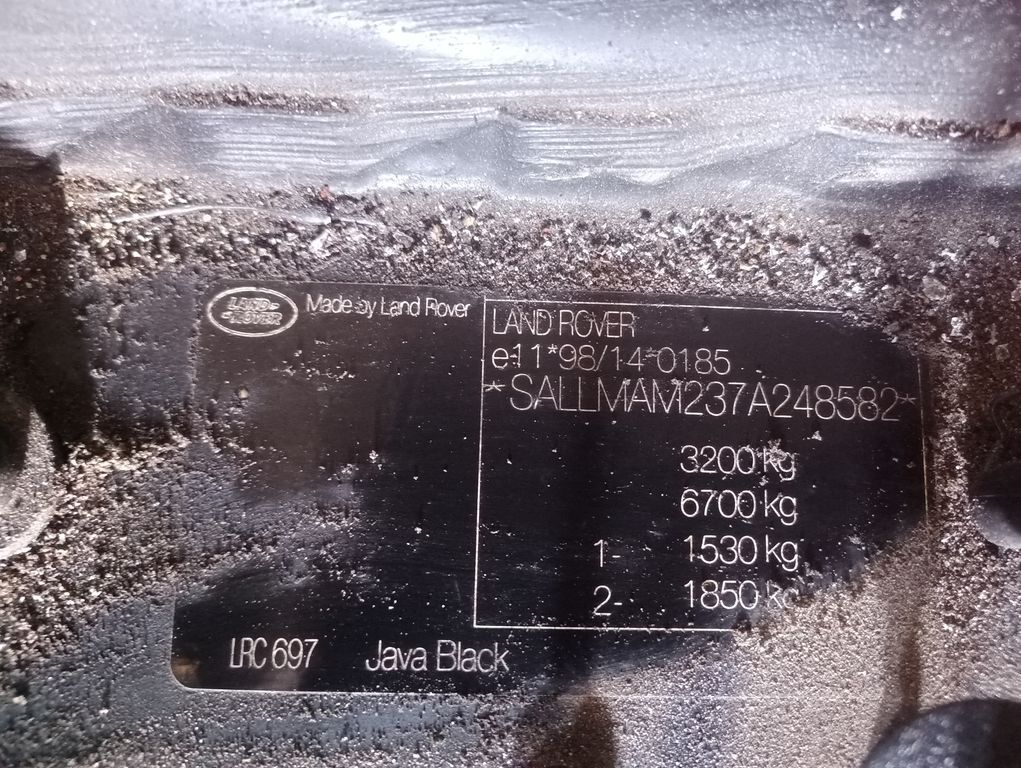 LAND-
-ROVER
Made by Land Rover
LAND ROVER
e11*98/14*0185
*SALLMAM237A248582*
3200 kg
6700 kg
1- 1530 kg
2- 1850 kg
LRC 697 Java Black